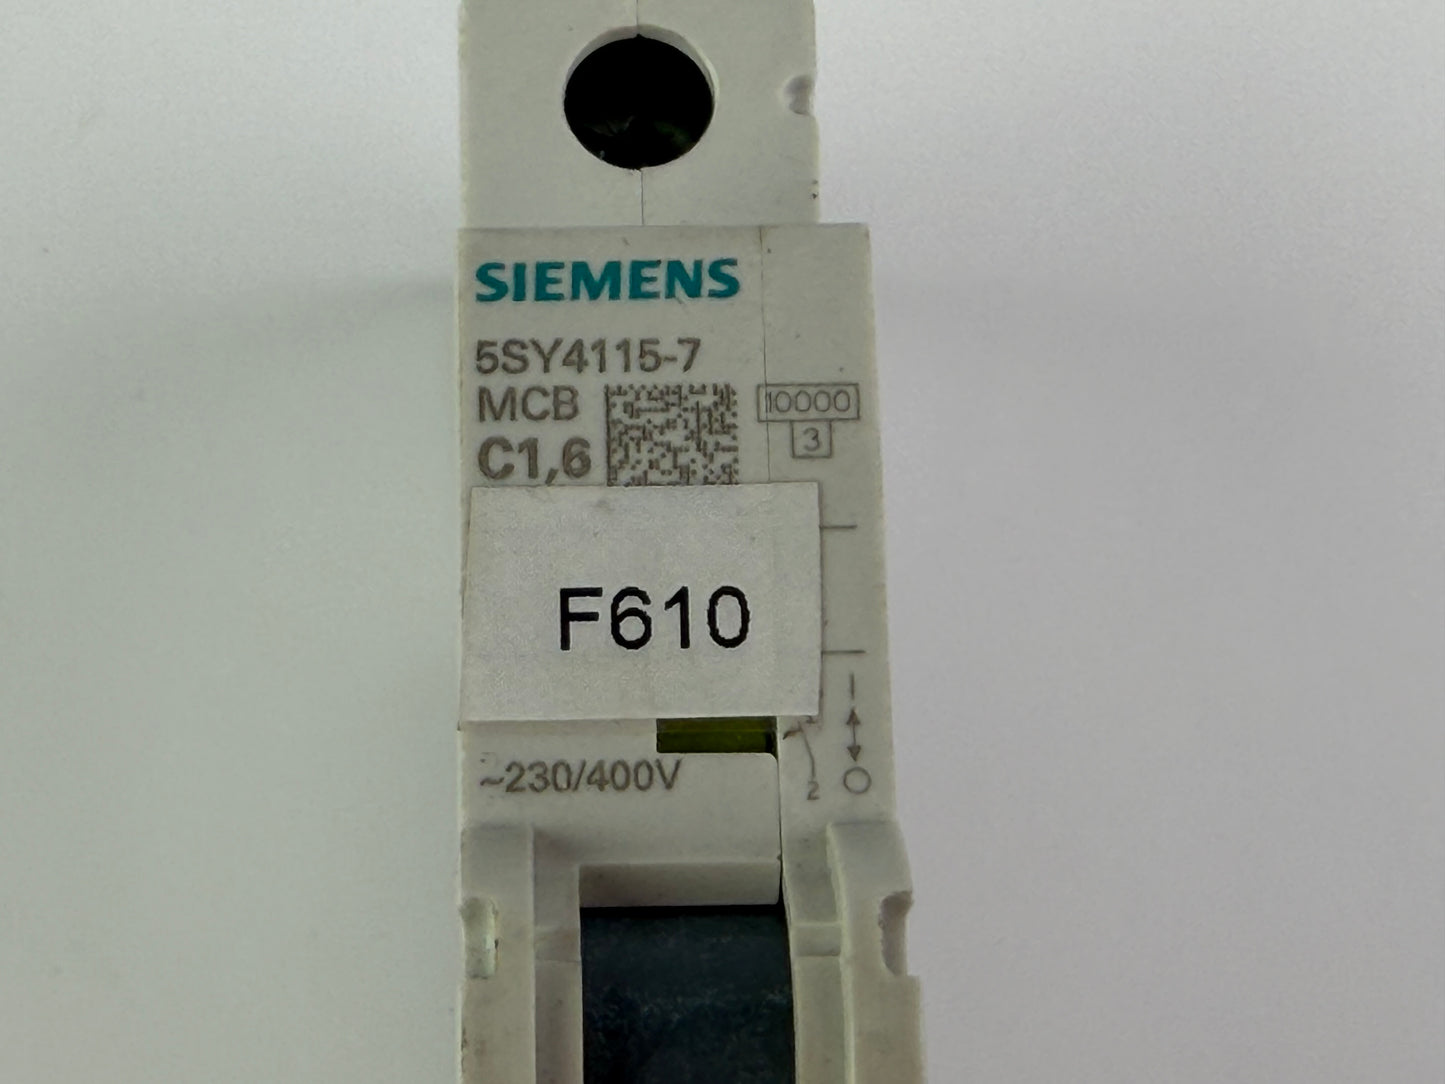 SIEMENS
5SY4115-7
MCB
10000
3
C1,6
F610
~230/400V
2